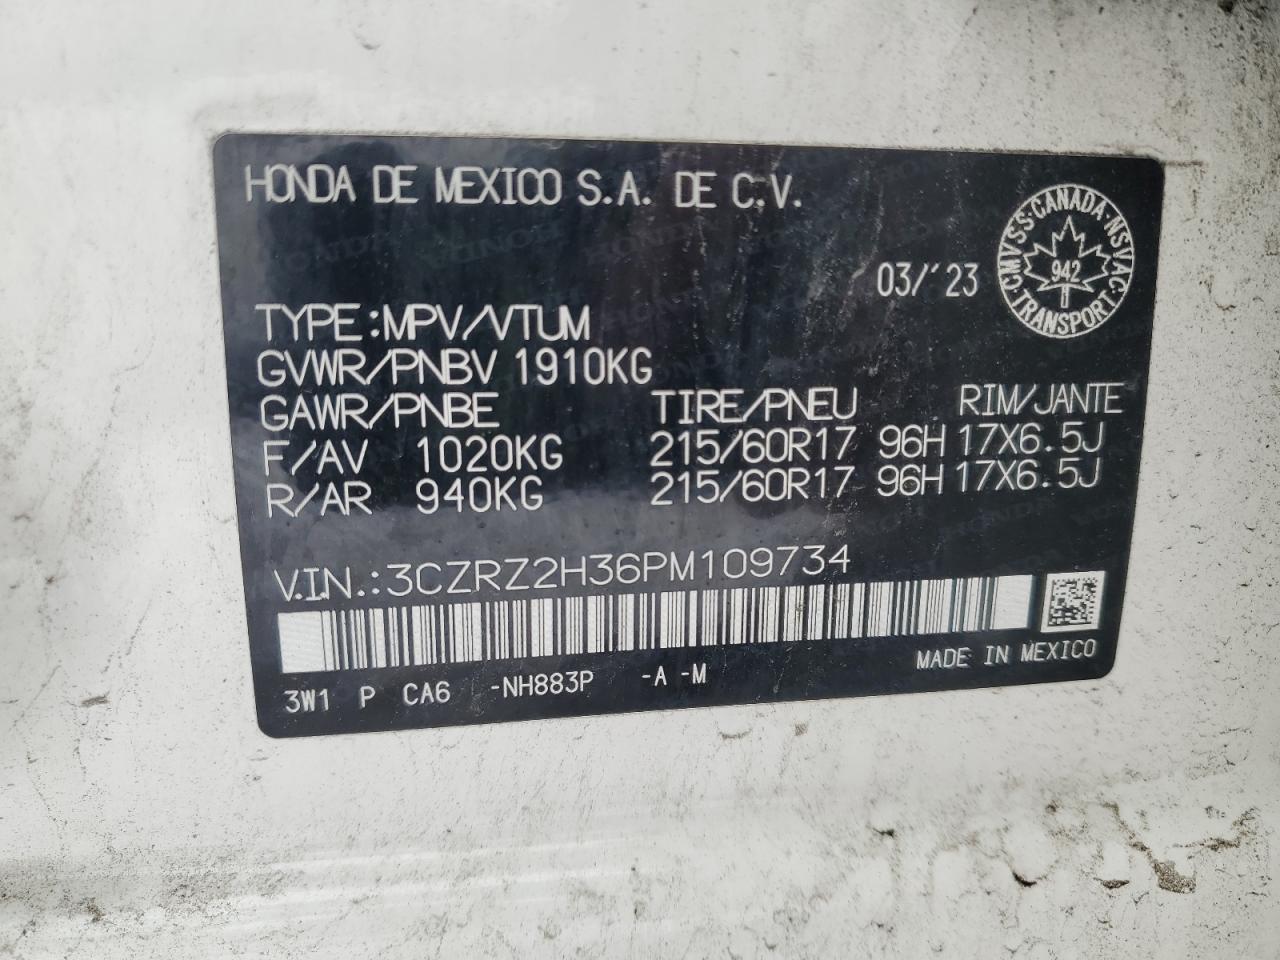 HONDA DE MEXICO S.A. DE C.V.
03/'23
CMVSS·CANADA·NSVAC·TRANSPORT
942
TYPE:MPV/VTUM
GVWR/PNBV 1910KG
GAWR/PNBE TIRE/PNEU RIM/JANTE
F/AV 1020KG 215/60R17 96H 17X6.5J
R/AR 940KG 215/60R17 96H 17X6.5J
V.I.N.:3CZRZ2H36PM109734
MADE IN MEXICO
3W1 P CA6 -NH883P -A -M